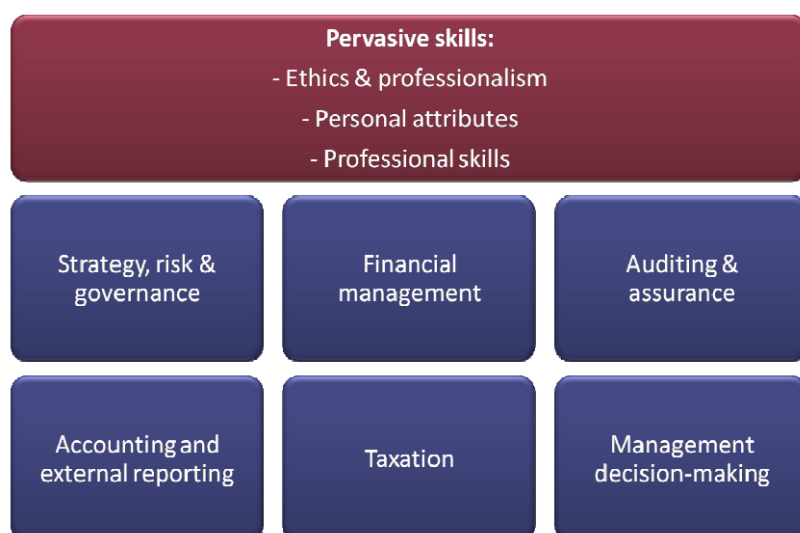 Pervasive skills:
- Ethics & professionalism
- Personal attributes
- Professional skills
Strategy, risk &
governance
Financial
management
Auditing &
assurance
Accounting and
external reporting
Taxation
Management
decision-making